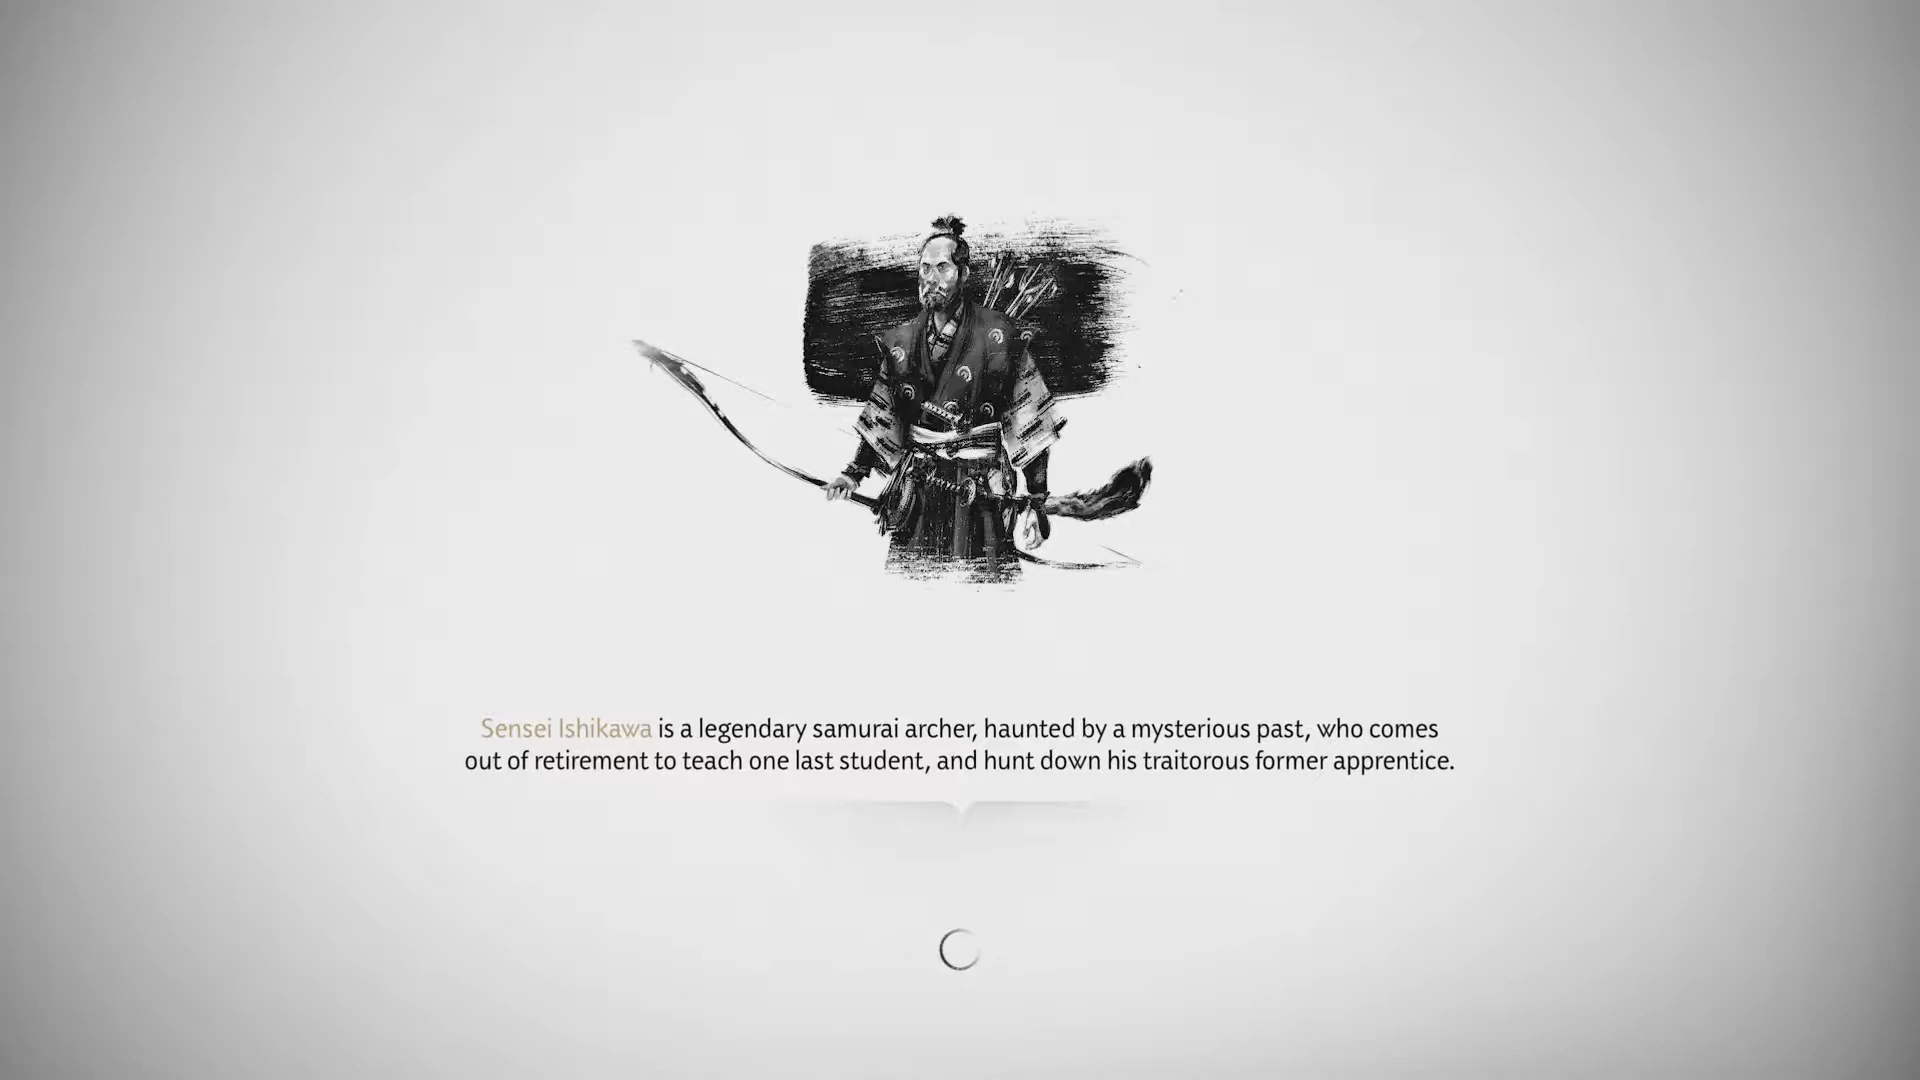 Sensei Ishikawa is a legendary samurai archer, haunted by a mysterious past, who comes
out of retirement to teach one last student, and hunt down his traitorous former apprentice.